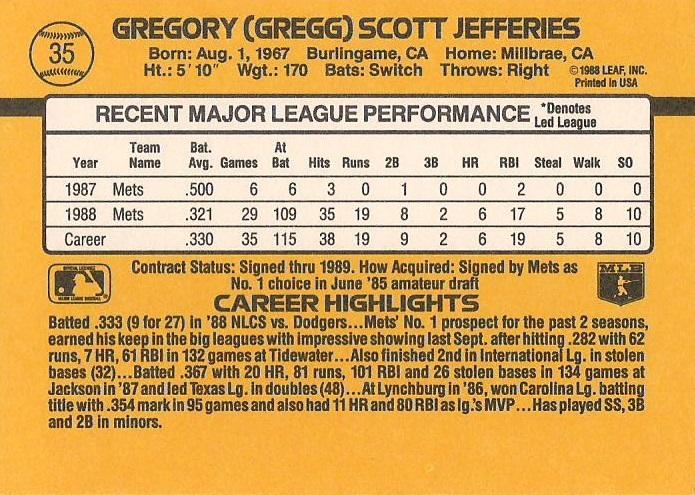 35
GREGORY (GREGG) SCOTT JEFFERIES
Born: Aug. 1, 1967 Burlingame, CA Home: Millbrae, CA
Ht.: 5' 10" Wgt.: 170 Bats: Switch Throws: Right ©1988 LEAF, INC.
Printed in USA
RECENT MAJOR LEAGUE PERFORMANCE *Denotes
Led League
Year Team Name Bat. Avg. Games At Bat Hits Runs 2B 3B HR RBI Steal Walk SO
1987 Mets .500 6 6 3 0 1 0 0 2 0 0 0
1988 Mets .321 29 109 35 19 8 2 6 17 5 8 10
Career .330 35 115 38 19 9 2 6 19 5 8 10
Contract Status: Signed thru 1989. How Acquired: Signed by Mets as
No. 1 choice in June '85 amateur draft
MLB
CAREER HIGHLIGHTS
Batted .333 (9 for 27) in '88 NLCS vs. Dodgers...Mets' No. 1 prospect for the past 2 seasons,
earned his keep in the big leagues with impressive showing last Sept. after hitting .282 with 62
runs, 7 HR, 61 RBI in 132 games at Tidewater...Also finished 2nd in International Lg. in stolen
bases (32)...Batted .367 with 20 HR, 81 runs, 101 RBI and 26 stolen bases in 134 games at
Jackson in '87 and led Texas Lg. in doubles (48)...At Lynchburg in '86, won Carolina Lg. batting
title with .354 mark in 95 games and also had 11 HR and 80 RBI as lg.'s MVP...Has played SS, 3B
and 2B in minors.